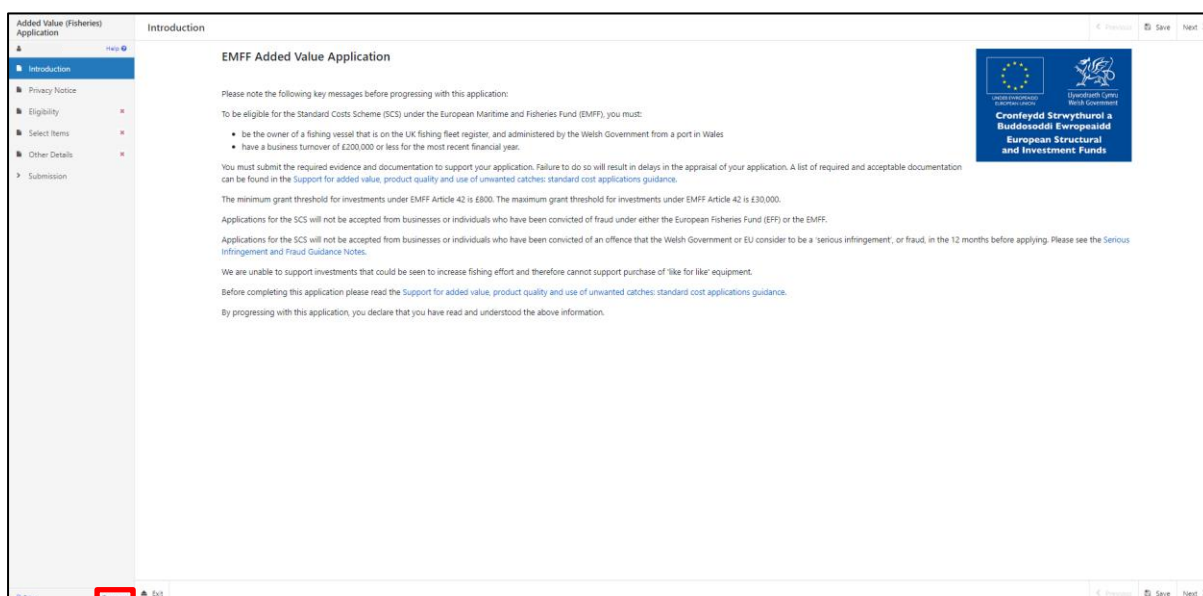 Added Value (Fisheries)
Application
Help
Introduction
Privacy Notice
Eligibility
Select Items
Other Details
Submission
Introduction
Previous
Save
Next
EMFF Added Value Application
Please note the following key messages before progressing with this application:
To be eligible for the Standard Costs Scheme (SCS) under the European Maritime and Fisheries Fund (EMFF), you must:
• be the owner of a fishing vessel that is on the UK fishing fleet register, and administered by the Welsh Government from a port in Wales
• have a business turnover of £200,000 or less for the most recent financial year.
You must submit the required evidence and documentation to support your application. Failure to do so will result in delays in the appraisal of your application. A list of required and acceptable documentation
can be found in the Support for added value, product quality and use of unwanted catches: standard cost applications guidance.
The minimum grant threshold for investments under EMFF Article 42 is £800. The maximum grant threshold for investments under EMFF Article 42 is £30,000.
Applications for the SCS will not be accepted from businesses or individuals who have been convicted of fraud under either the European Fisheries Fund (EFF) or the EMFF.
Applications for the SCS will not be accepted from businesses or individuals who have been convicted of an offence that the Welsh Government or EU consider to be a 'serious infringement', or fraud, in the 12 months before applying. Please see the Serious
Infringement and Fraud Guidance Notes.
We are unable to support investments that could be seen to increase fishing effort and therefore cannot support purchase of 'like for like' equipment.
Before completing this application please read the Support for added value, product quality and use of unwanted catches: standard cost applications guidance.
By progressing with this application, you declare that you have read and understood the above information.
UNDEB EWROPEAIDD
EUROPEAN UNION
Llywodraeth Cymru
Welsh Government
Cronfeydd Strwythurol a
Buddosoddi Ewropeaidd
European Structural
and Investment Funds
Exit
Previous
Save
Next